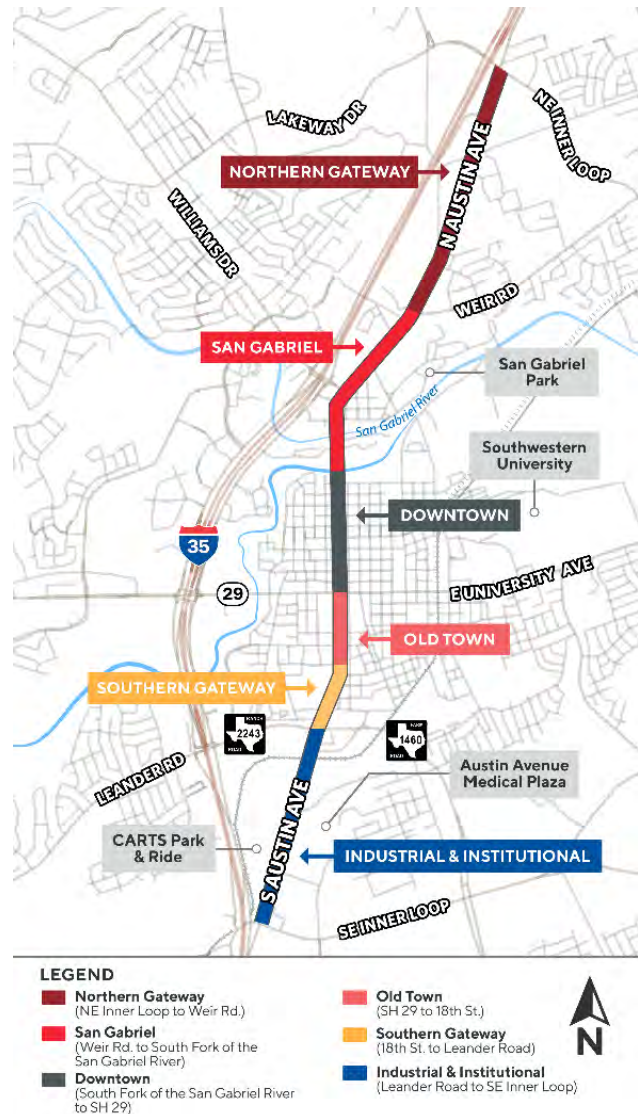 LAKEWAY DR
NE INNER LOOP
NORTHERN GATEWAY
N AUSTIN AVE
WILLIAMS DR
WEIR RD
SAN GABRIEL
San Gabriel
Park
San Gabriel River
Southwestern
University
DOWNTOWN
35
29
E UNIVERSITY AVE
OLD TOWN
SOUTHERN GATEWAY
RANCH
2243
ROAD
FARM
1460
ROAD
LEANDER RD
Austin Avenue
Medical Plaza
CARTS Park
& Ride
S AUSTIN AVE
INDUSTRIAL & INSTITUTIONAL
SE INNER LOOP
LEGEND
Northern Gateway
(NE Inner Loop to Weir Rd.)
San Gabriel
(Weir Rd. to South Fork of the
San Gabriel River)
Downtown
(South Fork of the San Gabriel River
to SH 29)
Old Town
(SH 29 to 18th St.)
Southern Gateway
(18th St. to Leander Road)
Industrial & Institutional
(Leander Road to SE Inner Loop)
N